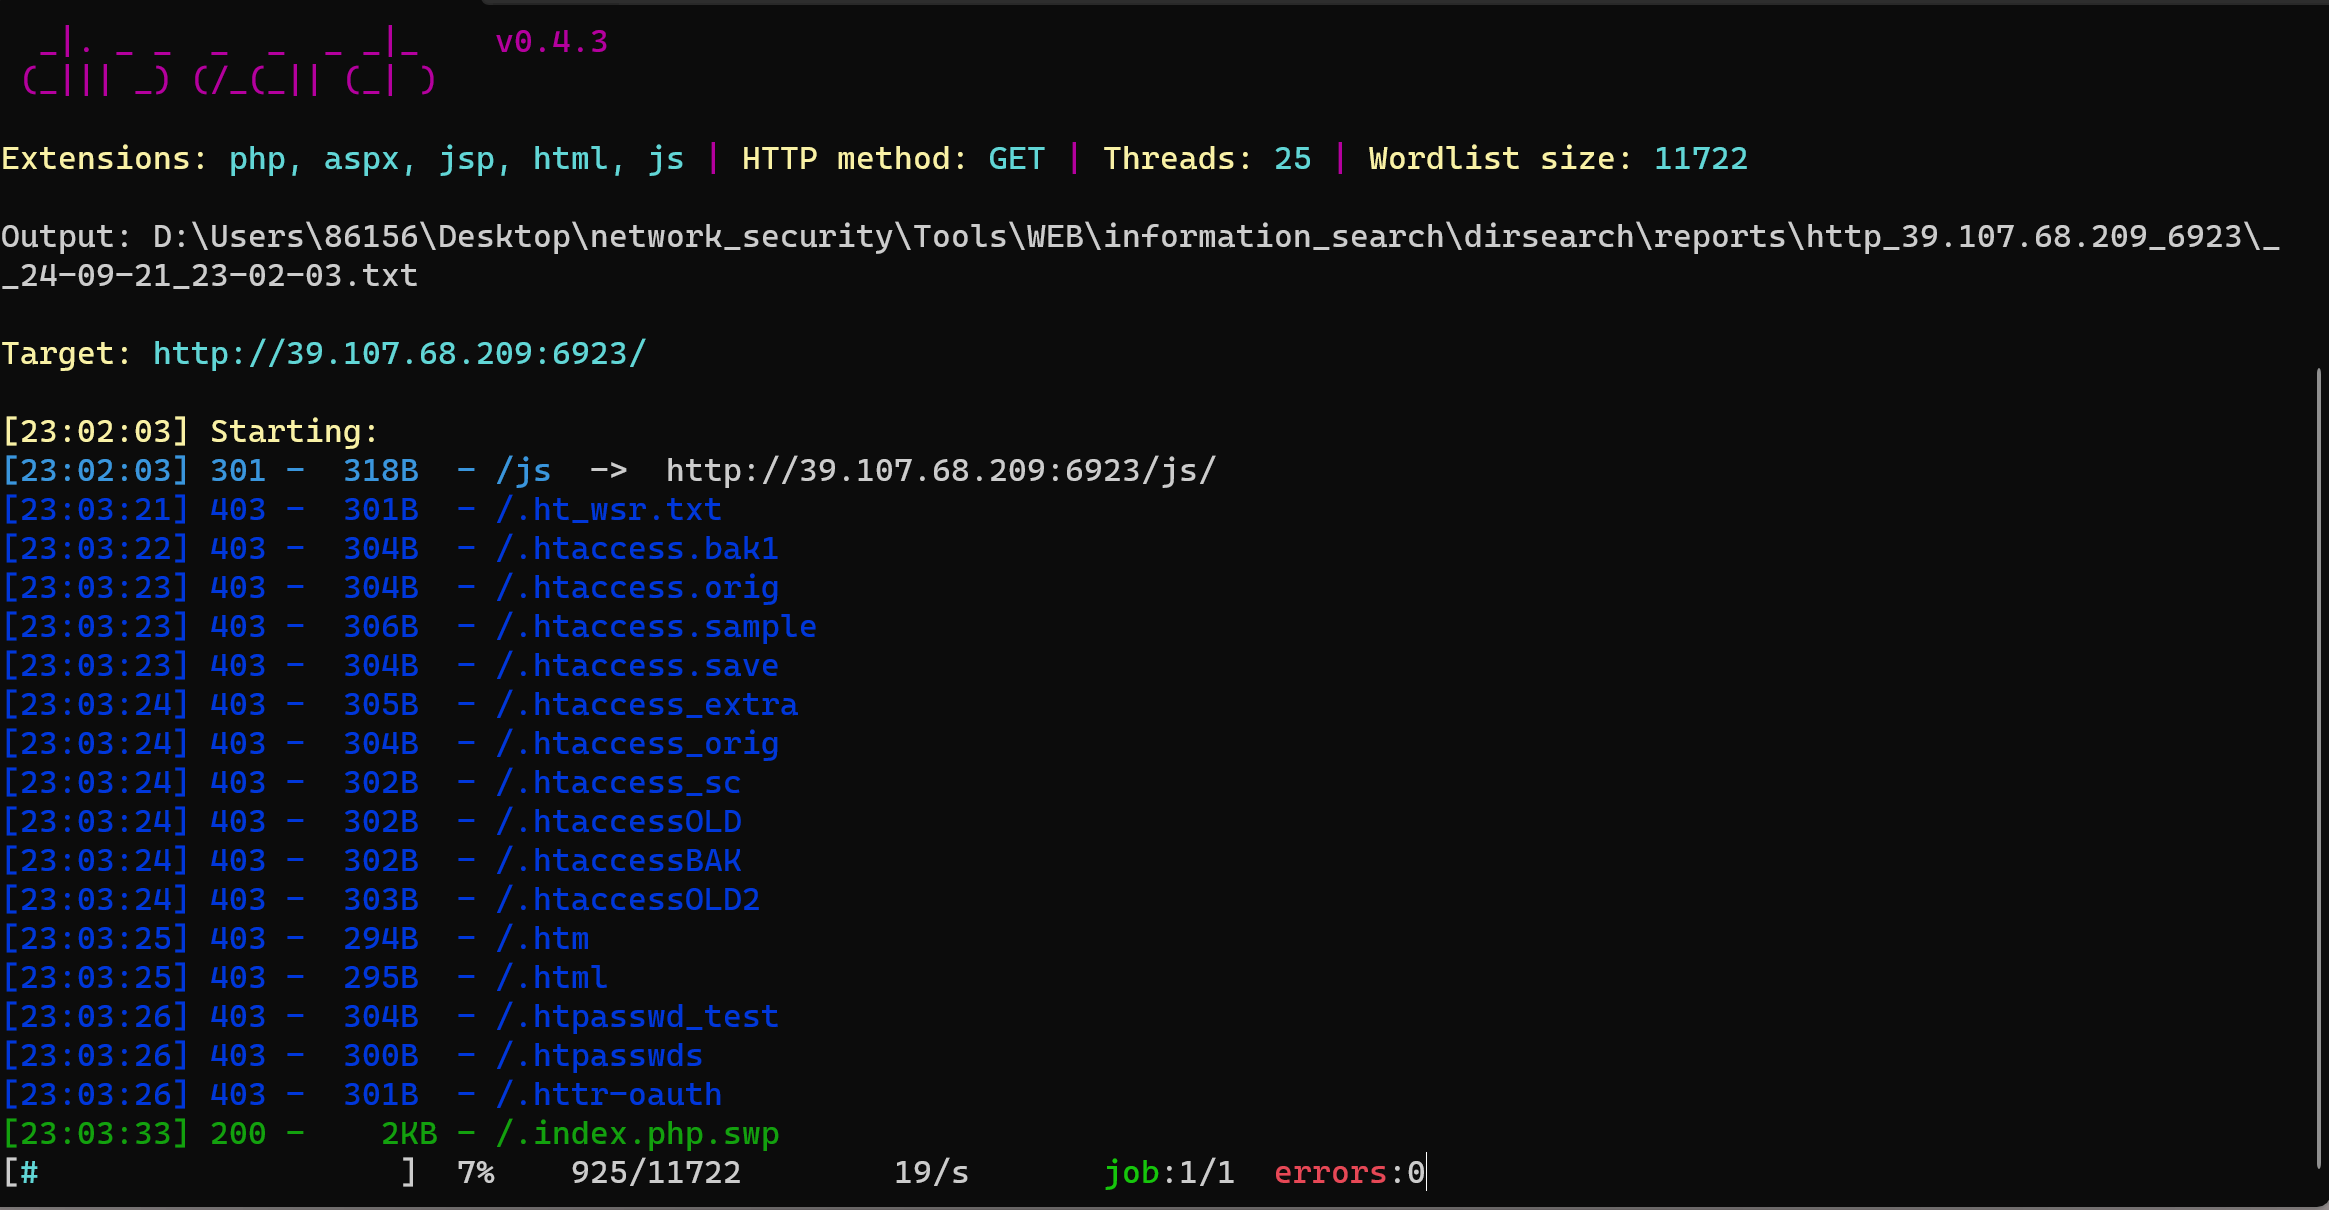 _|. _ _  _  _  _ _|_    v0.4.3
(_||| _) (/_(_|| (_| )
Extensions: php, aspx, jsp, html, js | HTTP method: GET | Threads: 25 | Wordlist size: 11722
Output: D:\Users\86156\Desktop\network_security\Tools\WEB\information_search\dirsearch\reports\http_39.107.68.209_6923\_
_24-09-21_23-02-03.txt
Target: http://39.107.68.209:6923/
[23:02:03] Starting:
[23:02:03] 301 -  318B  - /js  ->  http://39.107.68.209:6923/js/
[23:03:21] 403 -  301B  - /.ht_wsr.txt
[23:03:22] 403 -  304B  - /.htaccess.bak1
[23:03:23] 403 -  304B  - /.htaccess.orig
[23:03:23] 403 -  306B  - /.htaccess.sample
[23:03:23] 403 -  304B  - /.htaccess.save
[23:03:24] 403 -  305B  - /.htaccess_extra
[23:03:24] 403 -  304B  - /.htaccess_orig
[23:03:24] 403 -  302B  - /.htaccess_sc
[23:03:24] 403 -  302B  - /.htaccessOLD
[23:03:24] 403 -  302B  - /.htaccessBAK
[23:03:24] 403 -  303B  - /.htaccessOLD2
[23:03:25] 403 -  294B  - /.htm
[23:03:25] 403 -  295B  - /.html
[23:03:26] 403 -  304B  - /.htpasswd_test
[23:03:26] 403 -  300B  - /.htpasswds
[23:03:26] 403 -  301B  - /.httr-oauth
[23:03:33] 200 -    2KB - /.index.php.swp
[#                   ]  7%    925/11722        19/s       job:1/1  errors:0